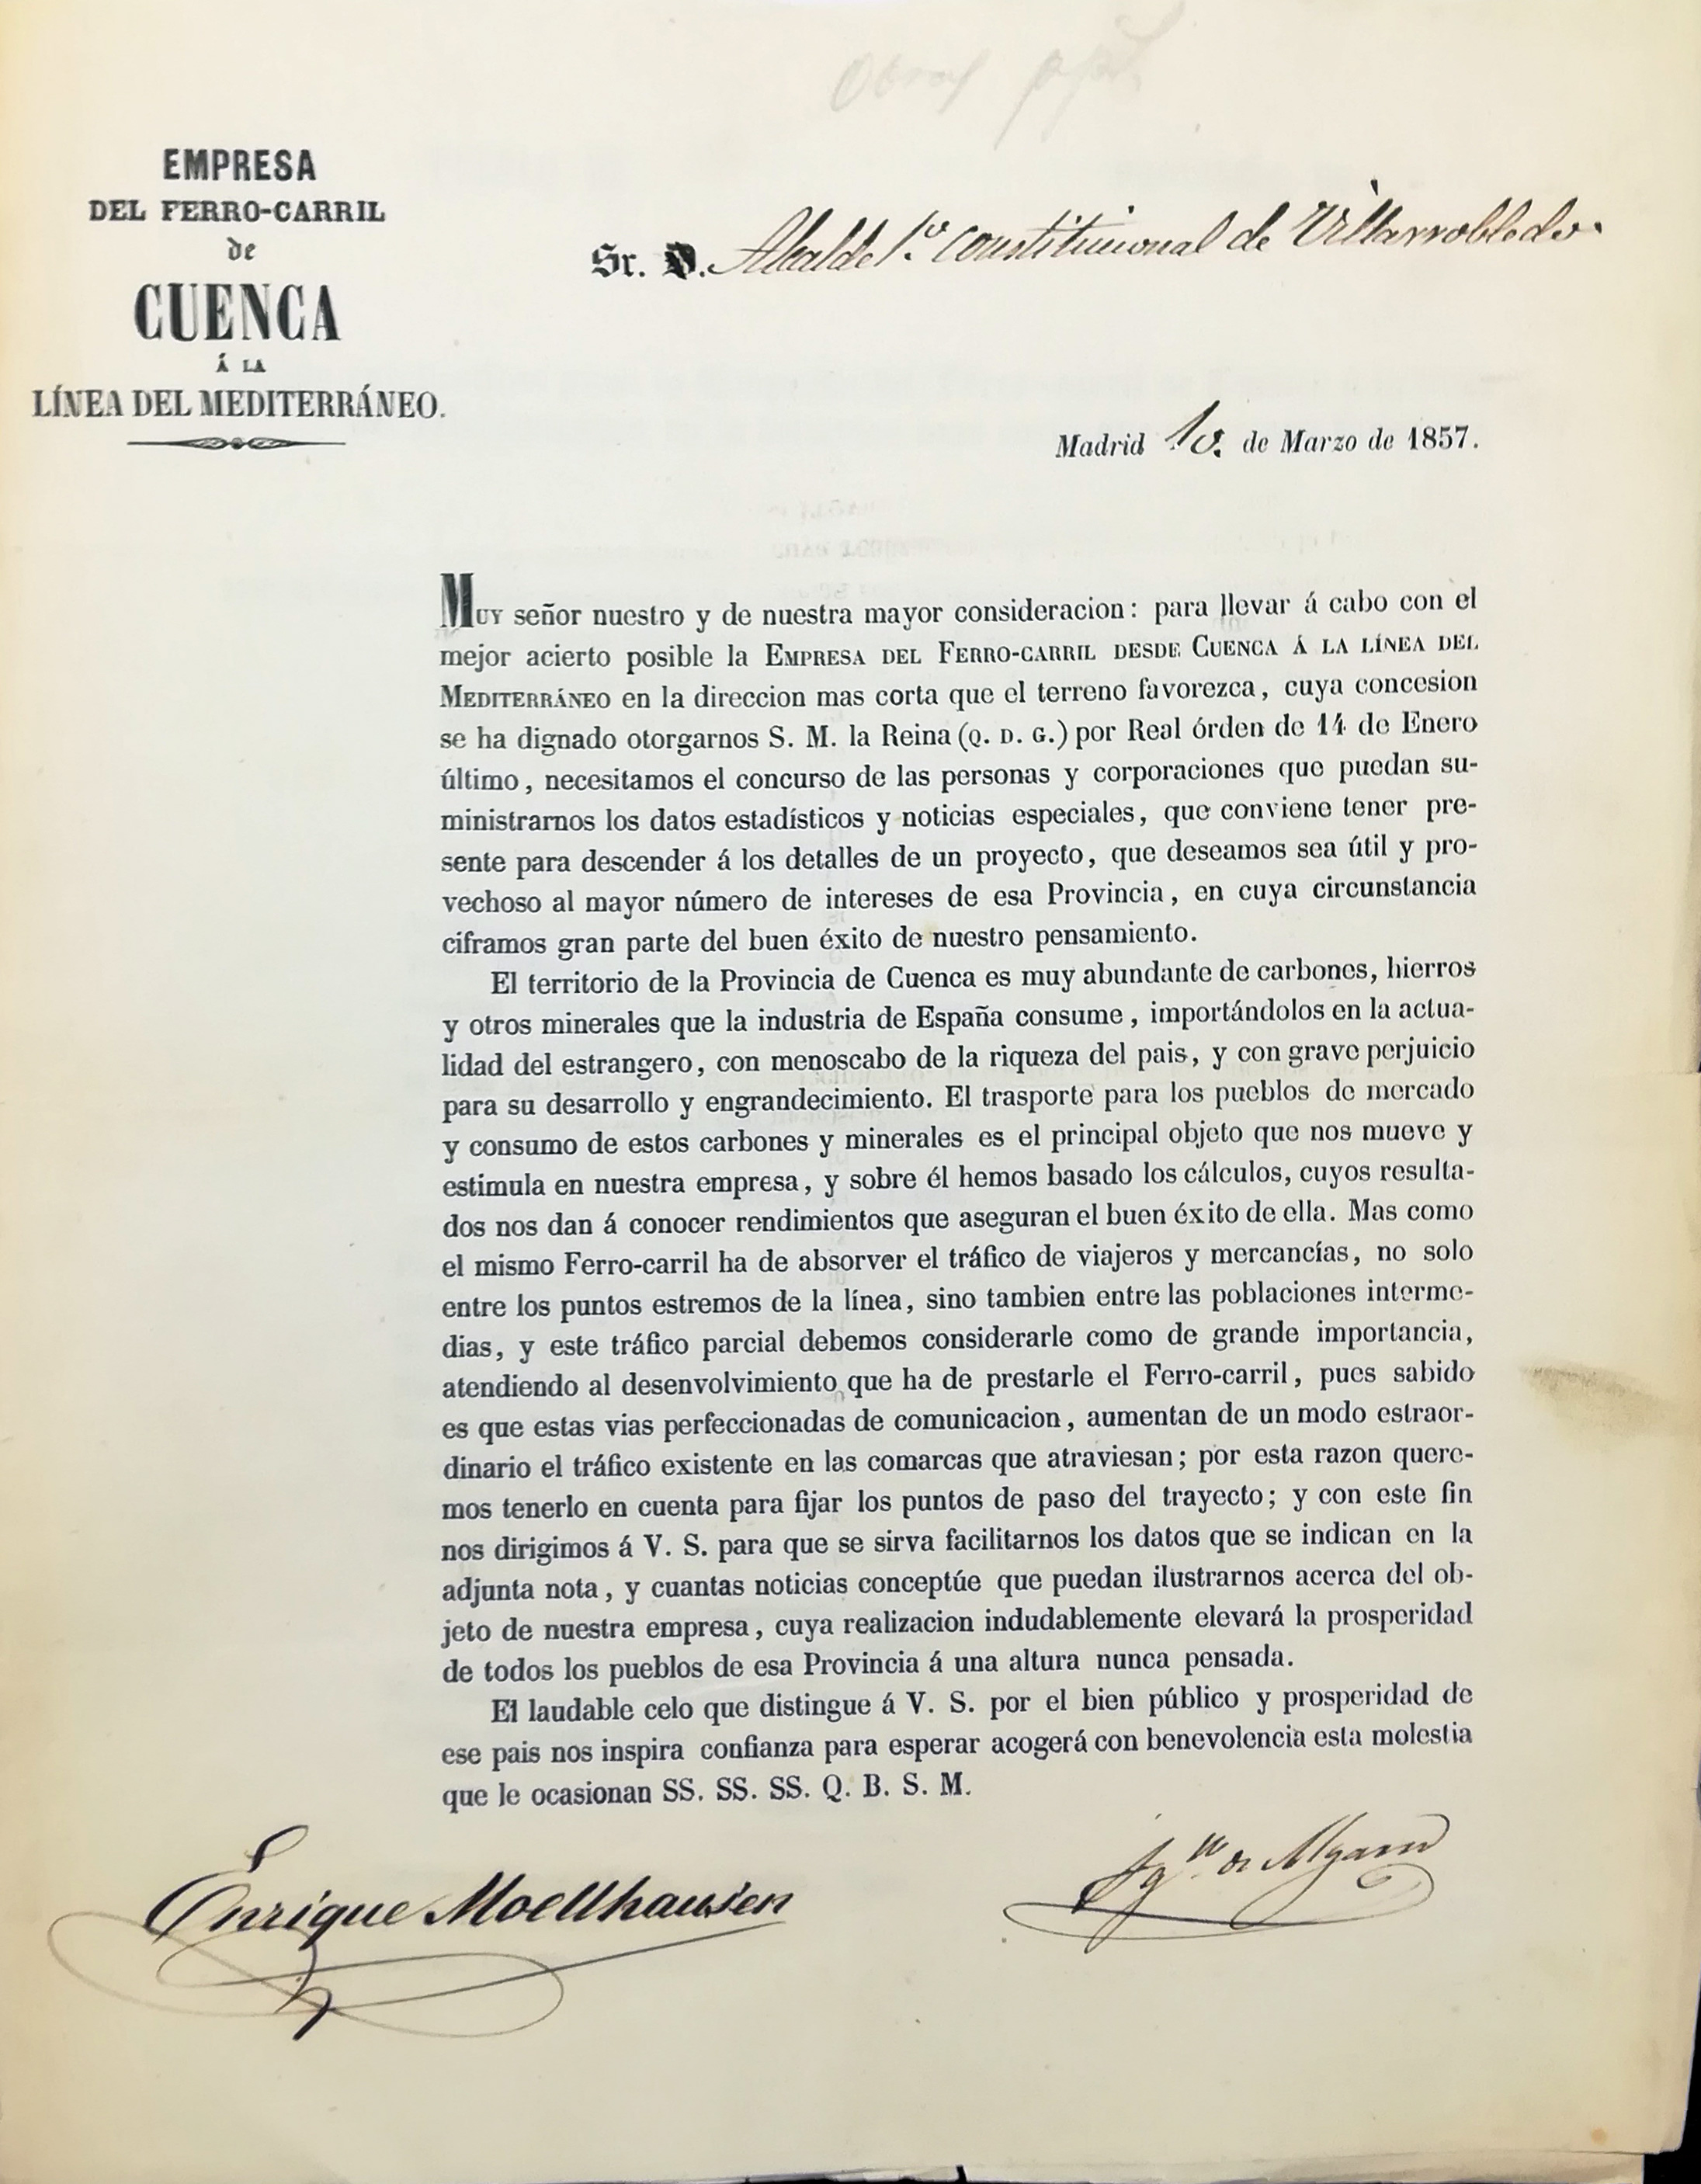 EMPRESA
DEL FERRO-CARRIL
de
CUENCA
Á LA
LÍNEA DEL MEDITERRÁNEO.
Sr. D. Alcalde 1.º constitucional de Villarrobledo.
Madrid 10. de Marzo de 1857.
MUY señor nuestro y de nuestra mayor consideracion: para llevar á cabo con el
mejor acierto posible la EMPRESA DEL FERRO-CARRIL DESDE CUENCA Á LA LÍNEA DEL
MEDITERRÁNEO en la direccion mas corta que el terreno favorezca, cuya concesion
se ha dignado otorgarnos S. M. la Reina (Q. D. G.) por Real órden de 14 de Enero
último, necesitamos el concurso de las personas y corporaciones que puedan su-
ministrarnos los datos estadísticos y noticias especiales, que conviene tener pre-
sente para descender á los detalles de un proyecto, que deseamos sea útil y pro-
vechoso al mayor número de intereses de esa Provincia, en cuya circunstancia
ciframos gran parte del buen éxito de nuestro pensamiento.
El territorio de la Provincia de Cuenca es muy abundante de carbones, hierros
y otros minerales que la industria de España consume, importándolos en la actua-
lidad del estrangero, con menoscabo de la riqueza del pais, y con grave perjuicio
para su desarrollo y engrandecimiento. El trasporte para los pueblos de mercado
y consumo de estos carbones y minerales es el principal objeto que nos mueve y
estimula en nuestra empresa, y sobre él hemos basado los cálculos, cuyos resulta-
dos nos dan á conocer rendimientos que aseguran el buen éxito de ella. Mas como
el mismo Ferro-carril ha de absorver el tráfico de viajeros y mercancías, no solo
entre los puntos estremos de la línea, sino tambien entre las poblaciones interme-
dias, y este tráfico parcial debemos considerarle como de grande importancia,
atendiendo al desenvolvimiento que ha de prestarle el Ferro-carril, pues sabido
es que estas vias perfeccionadas de comunicacion, aumentan de un modo estraor-
dinario el tráfico existente en las comarcas que atraviesan; por esta razon quere-
mos tenerlo en cuenta para fijar los puntos de paso del trayecto; y con este fin
nos dirigimos á V. S. para que se sirva facilitarnos los datos que se indican en la
adjunta nota, y cuantas noticias conceptúe que puedan ilustrarnos acerca del ob-
jeto de nuestra empresa, cuya realizacion indudablemente elevará la prosperidad
de todos los pueblos de esa Provincia á una altura nunca pensada.
El laudable celo que distingue á V. S. por el bien público y prosperidad de
ese pais nos inspira confianza para esperar acogerá con benevolencia esta molestia
que le ocasionan SS. SS. SS. Q. B. S. M.
Enrique Moellhausen